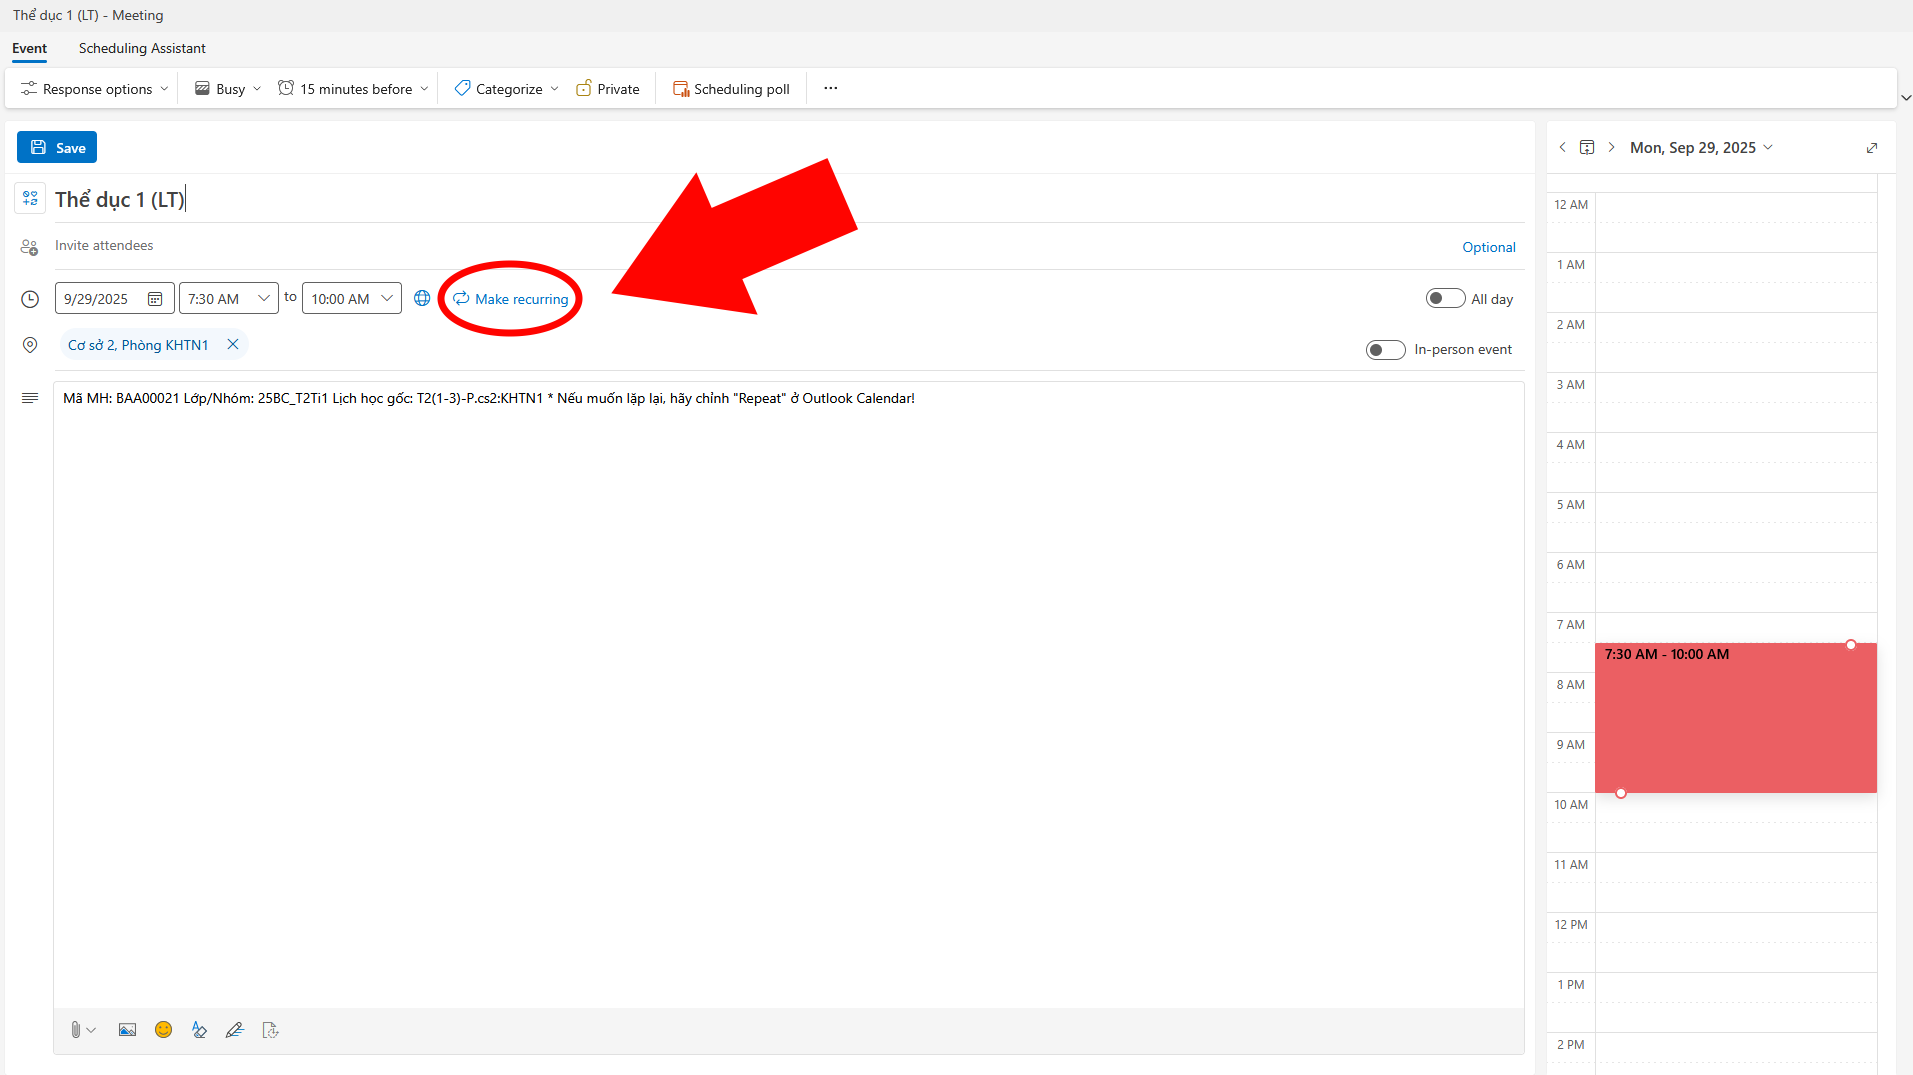 Thể dục 1 (LT) - Meeting
Event
Scheduling Assistant
Response options
Busy
15 minutes before
Categorize
Private
Scheduling poll
Save
Mon, Sep 29, 2025
Thể dục 1 (LT)
Invite attendees
Optional
9/29/2025
7:30 AM
to
10:00 AM
Make recurring
All day
Cơ sở 2, Phòng KHTN1
In-person event
Mã MH: BAA00021 Lớp/Nhóm: 25BC_T2Ti1 Lịch học gốc: T2(1-3)-P.cs2:KHTN1 * Nếu muốn lặp lại, hãy chỉnh "Repeat" ở Outlook Calendar!
12 AM
1 AM
2 AM
3 AM
4 AM
5 AM
6 AM
7 AM
7:30 AM - 10:00 AM
8 AM
9 AM
10 AM
11 AM
12 PM
1 PM
2 PM